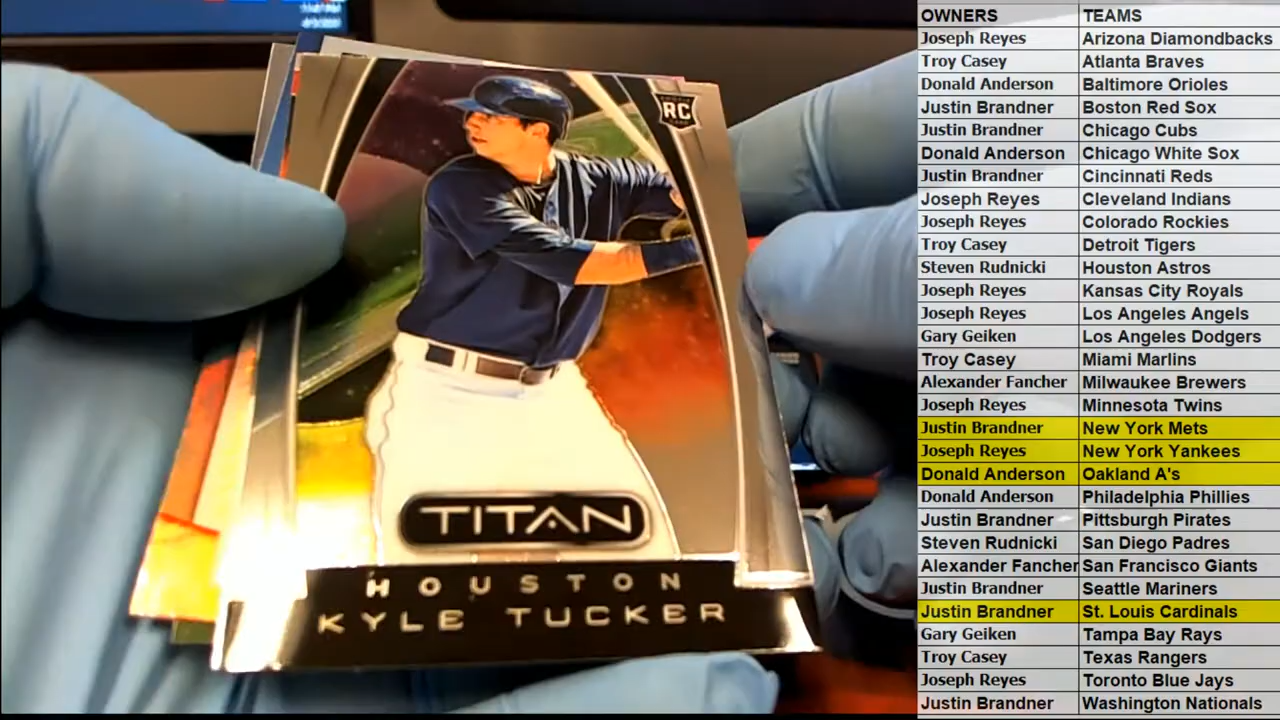 RC
TITAN
HOUSTON
KYLE TUCKER
OWNERS TEAMS
Joseph Reyes Arizona Diamondbacks
Troy Casey Atlanta Braves
Donald Anderson Baltimore Orioles
Justin Brandner Boston Red Sox
Justin Brandner Chicago Cubs
Donald Anderson Chicago White Sox
Justin Brandner Cincinnati Reds
Joseph Reyes Cleveland Indians
Joseph Reyes Colorado Rockies
Troy Casey Detroit Tigers
Steven Rudnicki Houston Astros
Joseph Reyes Kansas City Royals
Joseph Reyes Los Angeles Angels
Gary Geiken Los Angeles Dodgers
Troy Casey Miami Marlins
Alexander Fancher Milwaukee Brewers
Joseph Reyes Minnesota Twins
Justin Brandner New York Mets
Joseph Reyes New York Yankees
Donald Anderson Oakland A's
Donald Anderson Philadelphia Phillies
Justin Brandner Pittsburgh Pirates
Steven Rudnicki San Diego Padres
Alexander Fancher San Francisco Giants
Justin Brandner Seattle Mariners
Justin Brandner St. Louis Cardinals
Gary Geiken Tampa Bay Rays
Troy Casey Texas Rangers
Joseph Reyes Toronto Blue Jays
Justin Brandner Washington Nationals